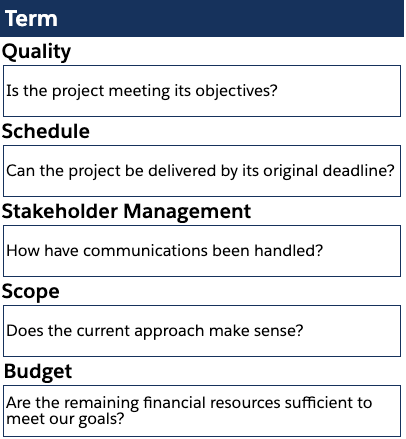 Term
Quality
Is the project meeting its objectives?
Schedule
Can the project be delivered by its original deadline?
Stakeholder Management
How have communications been handled?
Scope
Does the current approach make sense?
Budget
Are the remaining financial resources sufficient to
meet our goals?